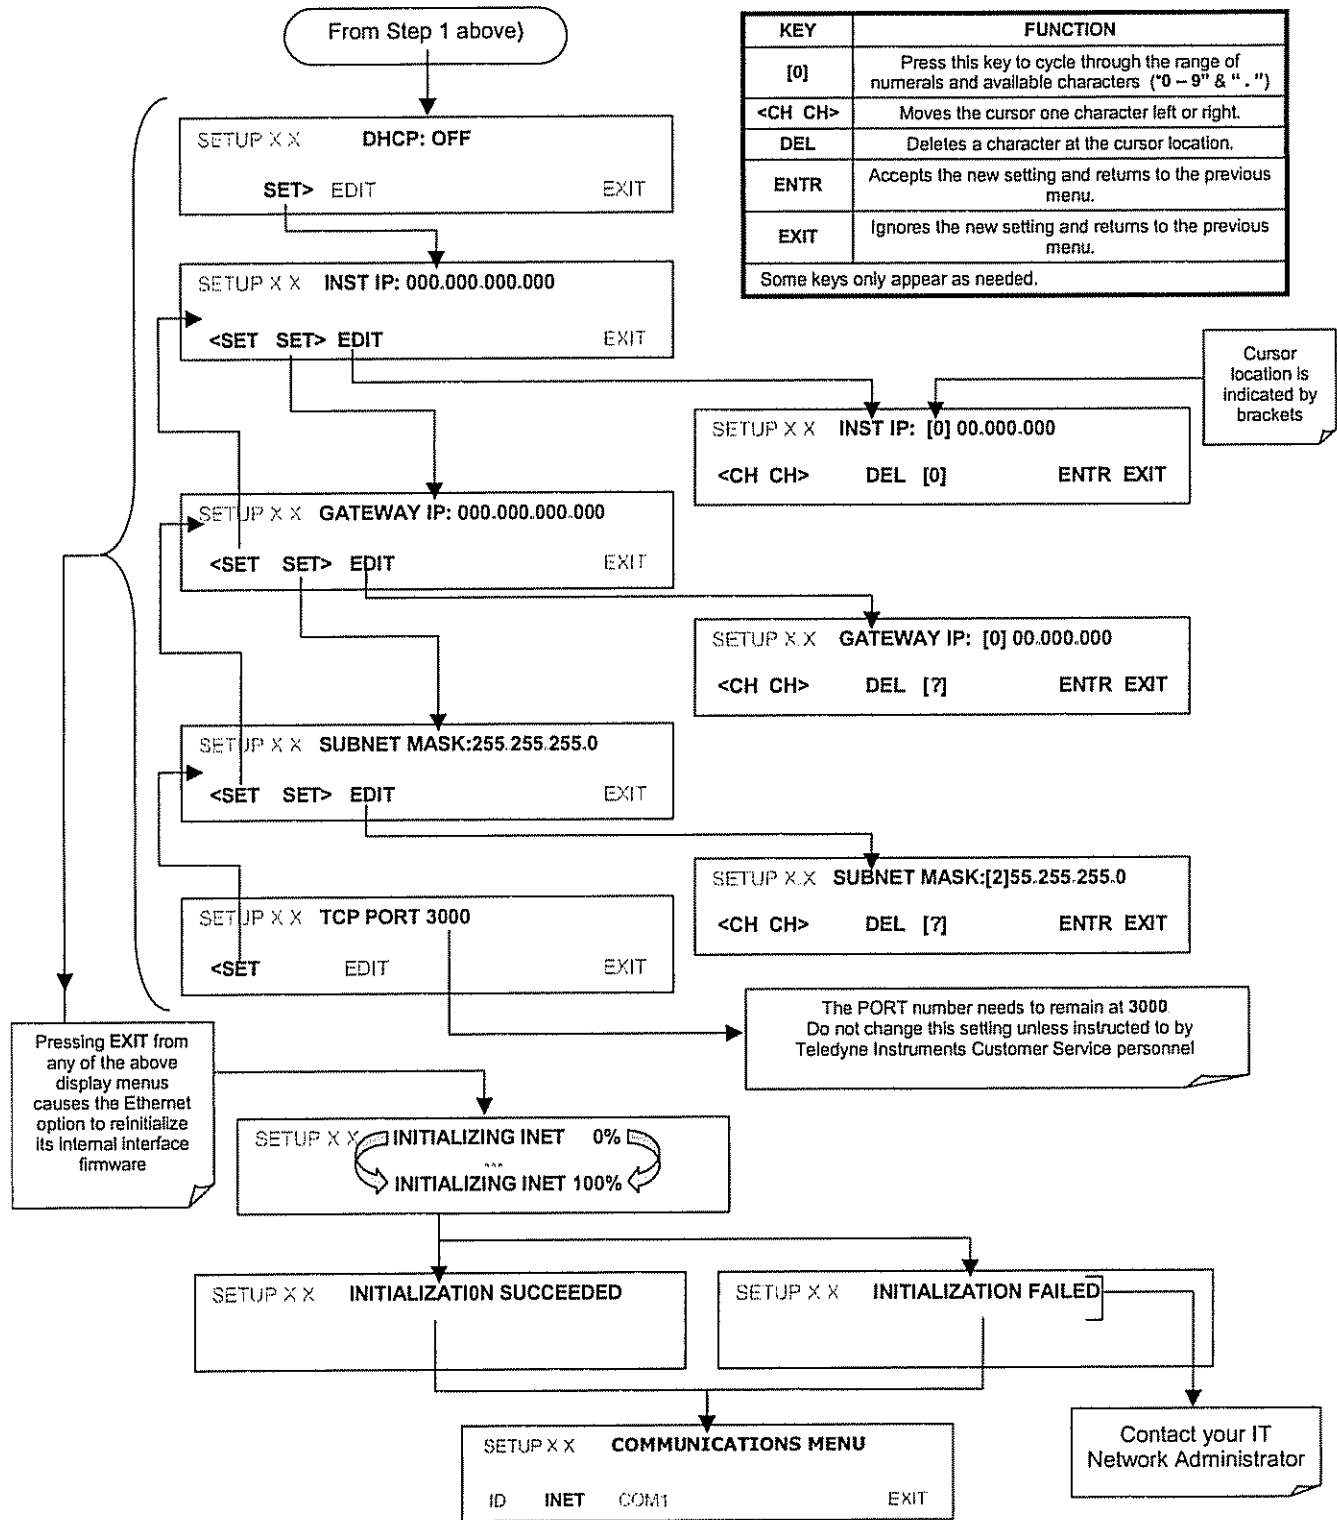 From Step 1 above)
KEY FUNCTION
[0] Press this key to cycle through the range of
numerals and available characters ("0 – 9" & " . ")
<CH CH> Moves the cursor one character left or right.
DEL Deletes a character at the cursor location.
ENTR Accepts the new setting and returns to the previous
menu.
EXIT Ignores the new setting and returns to the previous
menu.
Some keys only appear as needed.
SETUP X X DHCP: OFF
SET> EDIT EXIT
SETUP X X INST IP: 000.000.000.000
<SET SET> EDIT EXIT
Cursor
location is
indicated by
brackets
SETUP X X INST IP: [0] 00.000.000
<CH CH> DEL [0] ENTR EXIT
SETUP X X GATEWAY IP: 000.000.000.000
<SET SET> EDIT EXIT
SETUP X.X GATEWAY IP: [0] 00.000.000
<CH CH> DEL [?] ENTR EXIT
SETUP X X SUBNET MASK:255.255.255.0
<SET SET> EDIT EXIT
SETUP X.X SUBNET MASK:[2]55.255.255.0
<CH CH> DEL [?] ENTR EXIT
SETUP X X TCP PORT 3000
<SET EDIT EXIT
The PORT number needs to remain at 3000.
Do not change this setting unless instructed to by
Teledyne Instruments Customer Service personnel
Pressing EXIT from
any of the above
display menus
causes the Ethernet
option to reinitialize
its internal interface
firmware
SETUP X X INITIALIZING INET 0%
...
INITIALIZING INET 100%
SETUP X X INITIALIZATI0N SUCCEEDED
SETUP X X INITIALIZATION FAILED
Contact your IT
Network Administrator
SETUP X X COMMUNICATIONS MENU
ID INET COM1 EXIT